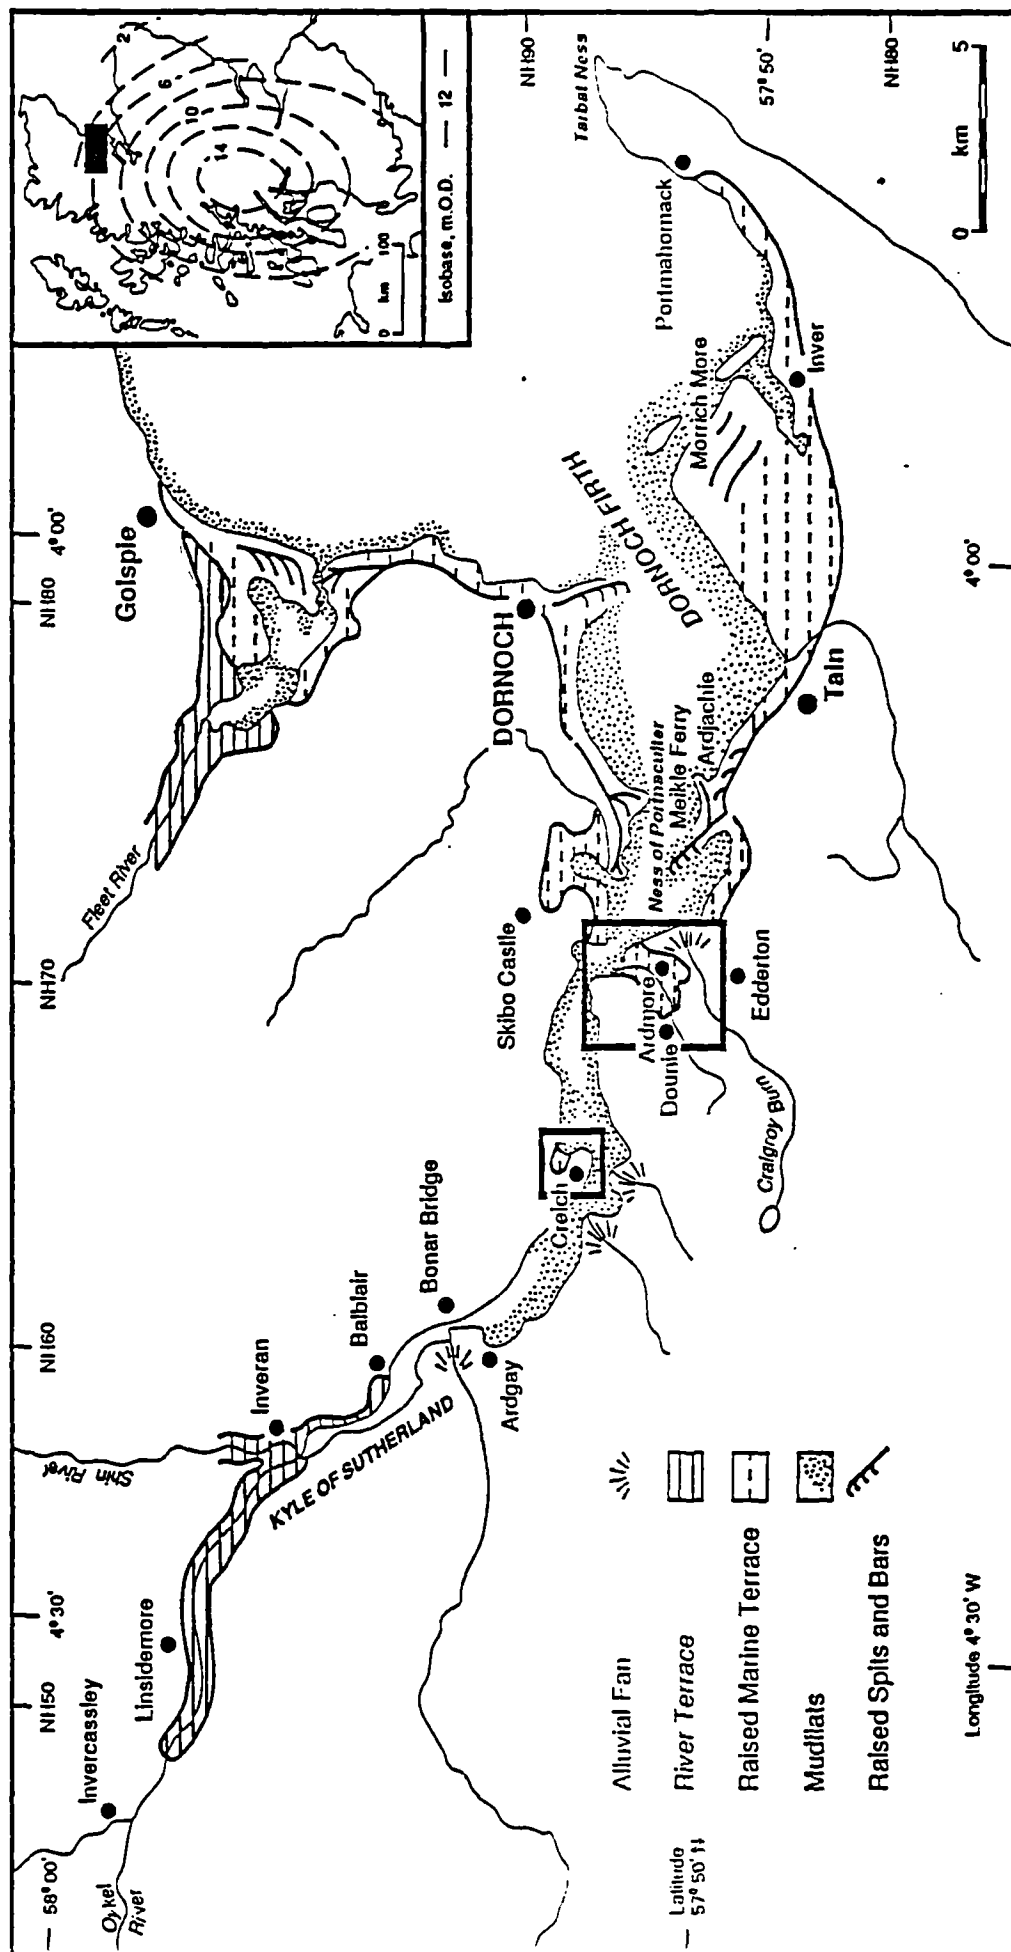 58° 00'
NH50
4° 30'
NH60
NH70
NH80
4° 00'
Invercassley
Oykel
River
Linsidemore
Shin River
Inveran
Balblair
KYLE OF SUTHERLAND
Bonar Bridge
Ardgay
Creich
Fleet River
Golspie
Skibo Castle
DORNOCH
DORNOCH FIRTH
Ness of Portnaculter
Meikle Ferry
Ardjachie
Ardmore
Dounie
Edderton
Craigroy Burn
Tain
Morrich More
Inver
Portmahomack
Tarbat Ness
NH90
57° 50'
NH80
0 km 5
2
6
10
14
0 km 100
Isobase, m.O.D. — 12 —
Latitude
57° 50' N
Alluvial Fan
River Terrace
Raised Marine Terrace
Mudflats
Raised Spits and Bars
Longitude 4° 30' W
4° 00'